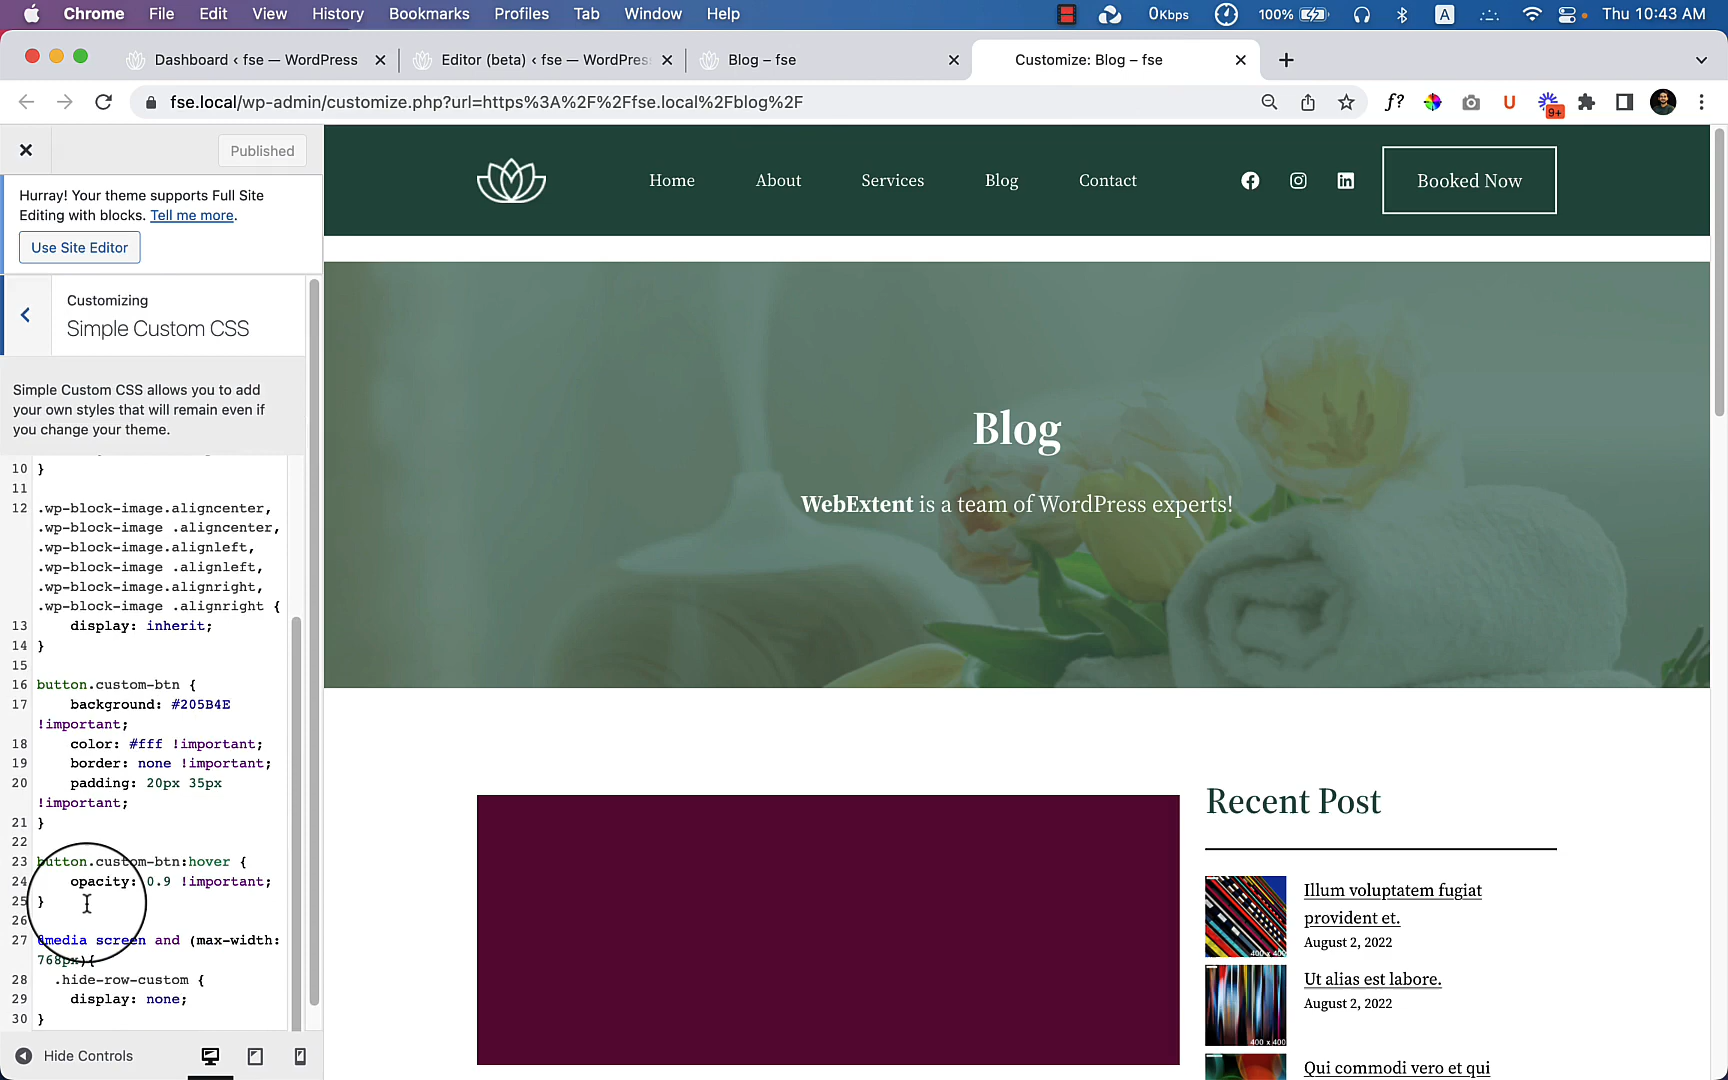 Chrome File Edit View History Bookmarks Profiles Tab Window Help 0Kbps 100% A Thu 10:43 AM
Dashboard ‹ fse — WordPress Editor (beta) ‹ fse — WordPres Blog – fse Customize: Blog – fse
fse.local/wp-admin/customize.php?url=https%3A%2F%2Ffse.local%2Fblog%2F f? U 9+
Published
Hurray! Your theme supports Full Site
Editing with blocks. Tell me more.
Use Site Editor
Customizing
Simple Custom CSS
Simple Custom CSS allows you to add
your own styles that will remain even if
you change your theme.
10 }
11
12 .wp-block-image.aligncenter,
.wp-block-image .aligncenter,
.wp-block-image.alignleft,
.wp-block-image .alignleft,
.wp-block-image.alignright,
.wp-block-image .alignright {
13 display: inherit;
14 }
15
16 button.custom-btn {
17 background: #205B4E
!important;
18 color: #fff !important;
19 border: none !important;
20 padding: 20px 35px
!important;
21 }
22
23 button.custom-btn:hover {
24 opacity: 0.9 !important;
25 }
26
27 @media screen and (max-width:
768px){
28 .hide-row-custom {
29 display: none;
30 }
Hide Controls
Home About Services Blog Contact Booked Now
Blog
WebExtent is a team of WordPress experts!
Recent Post
Illum voluptatem fugiat
provident et.
August 2, 2022
400 x 400
Ut alias est labore.
August 2, 2022
400 x 400
Qui commodi vero et qui